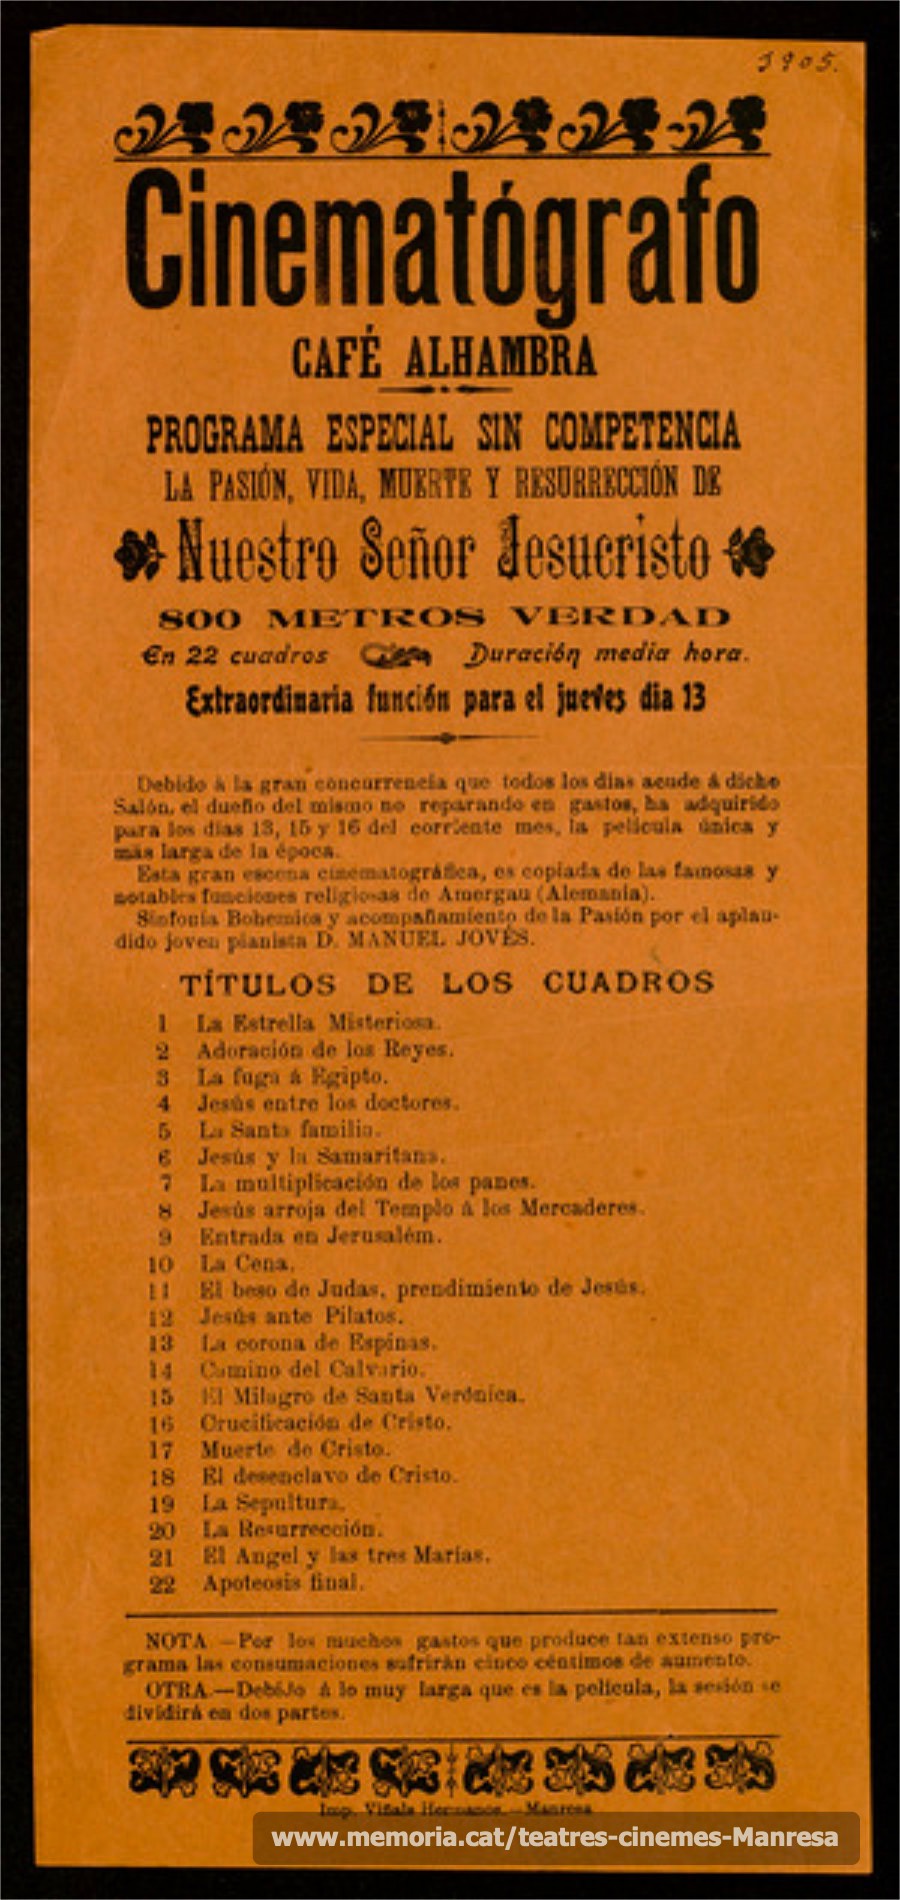 1905.
Cinematógrafo
CAFÉ ALHAMBRA
PROGRAMA ESPECIAL SIN COMPETENCIA
LA PASIÓN, VIDA, MUERTE Y RESURRECCIÓN DE
Nuestro Señor Jesucristo
800 METROS VERDAD
En 22 cuadros Duración media hora.
Extraordinaria función para el jueves dia 13
Debido á la gran concurrencia que todos los dias acude á dicho
Salón, el dueño del mismo no reparando en gastos, ha adquirido
para los dias 13, 15 y 16 del corriente mes, la película única y
más larga de la época.
Esta gran escena cinematográfica, es copiada de las famosas y
notables funciones religiosas de Amergau (Alemania).
Sinfonía Bohemios y acompañamiento de la Pasión por el aplau-
dido joven pianista D. MANUEL JOVÉS.
TÍTULOS DE LOS CUADROS
1 La Estrella Misteriosa.
2 Adoración de los Reyes.
3 La fuga á Egipto.
4 Jesús entre los doctores.
5 La Santa familia.
6 Jesús y la Samaritana.
7 La multiplicación de los panes.
8 Jesús arroja del Templo á los Mercaderes.
9 Entrada en Jerusalém.
10 La Cena.
11 El beso de Judas, prendimiento de Jesús.
12 Jesús ante Pilatos.
13 La corona de Espinas.
14 Camino del Calvario.
15 El Milagro de Santa Verónica.
16 Crucificación de Cristo.
17 Muerte de Cristo.
18 El desenclavo de Cristo.
19 La Sepultura.
20 La Resurrección.
21 El Angel y las tres Marías.
22 Apoteosis final.
NOTA.—Por los muchos gastos que produce tan extenso pro-
grama las consumaciones sufrirán cinco céntimos de aumento.
OTRA.—Debido á lo muy larga que es la película, la sesión se
dividirá en dos partes.
Imp. Viñals Hermanos.—Manresa
www.memoria.cat/teatres-cinemes-Manresa